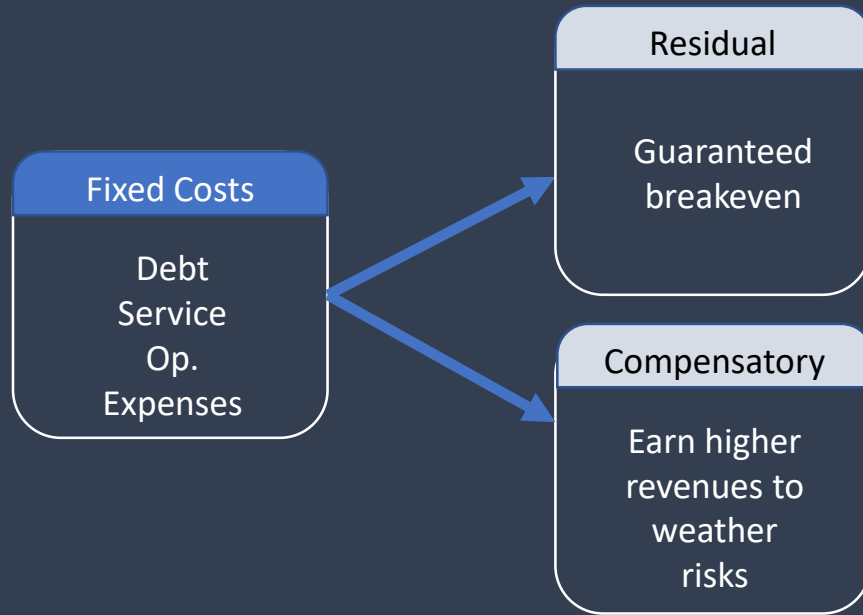 Fixed Costs
Debt
Service
Op.
Expenses
Residual
Guaranteed
breakeven
Compensatory
Earn higher
revenues to
weather
risks